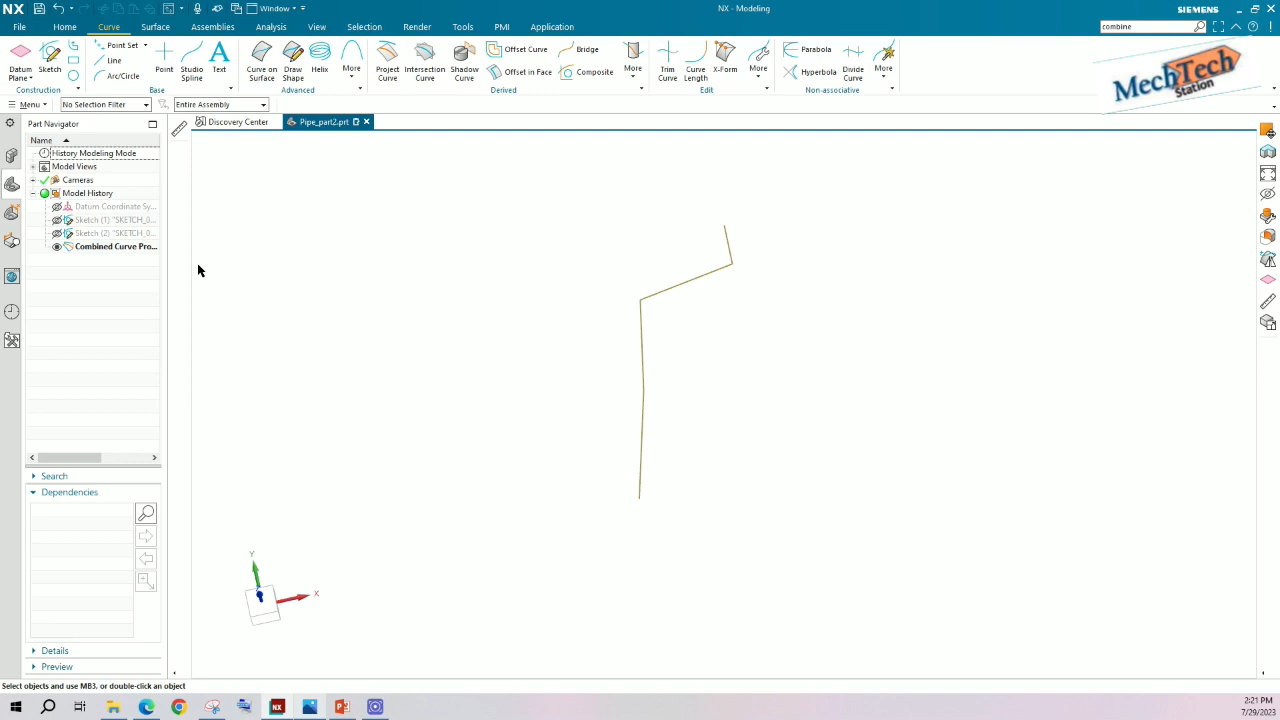 NX
Window
NX - Modeling
SIEMENS
File Home Curve Surface Assemblies Analysis View Selection Render Tools PMI Application
combine
Datum Plane
Sketch
Point Set
Line
Arc/Circle
Point
Studio Spline
Text
Curve on Surface
Draw Shape
Helix
More
Project Curve
Intersection Curve
Shadow Curve
Offset Curve
Offset in Face
Bridge
Composite
More
Trim Curve
Curve Length
X-Form
More
Parabola
Hyperbola
Divide Curve
More
Construction Base Advanced Derived Edit Non-associative
MechTech
Station
Menu No Selection Filter Entire Assembly
Part Navigator
Discovery Center
Pipe_part2.prt
Name
History Modeling Mode
Model Views
Cameras
Model History
Datum Coordinate Sy...
Sketch (1) "SKETCH_0...
Sketch (2) "SKETCH_0...
Combined Curve Pro...
Search
Dependencies
Y
X
Details
Preview
Select objects and use MB3, or double-click an object
2:21 PM
7/29/2023